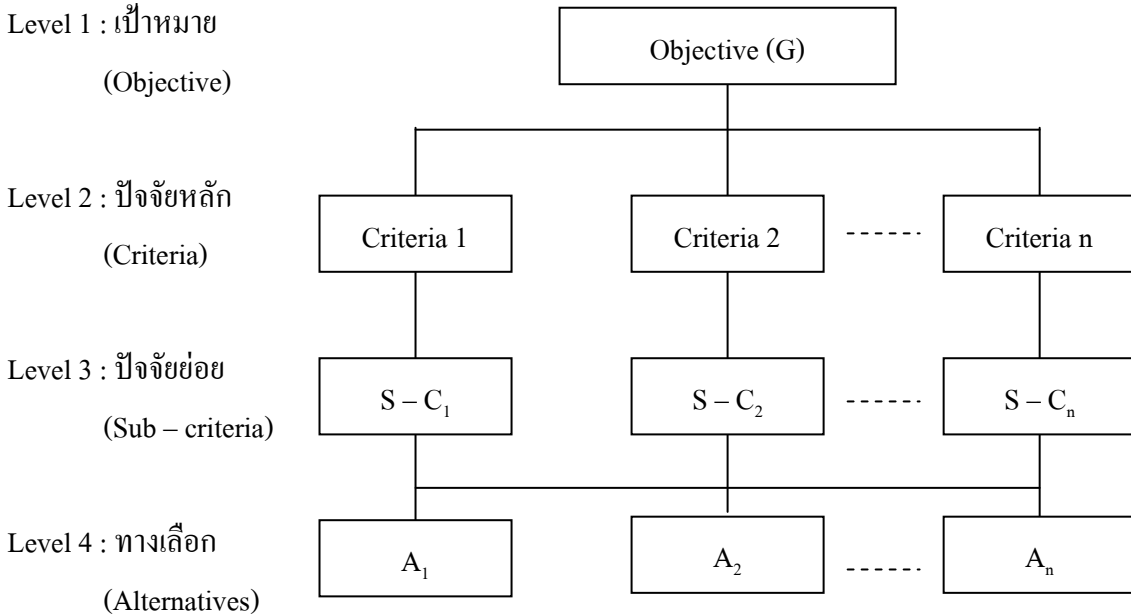 Level 1 : เป้าหมาย
(Objective)
Objective (G)
Level 2 : ปัจจัยหลัก
(Criteria)
Criteria 1
Criteria 2
Criteria n
Level 3 : ปัจจัยย่อย
(Sub – criteria)
S – C₁
S – C₂
S – Cₙ
Level 4 : ทางเลือก
(Alternatives)
A₁
A₂
Aₙ